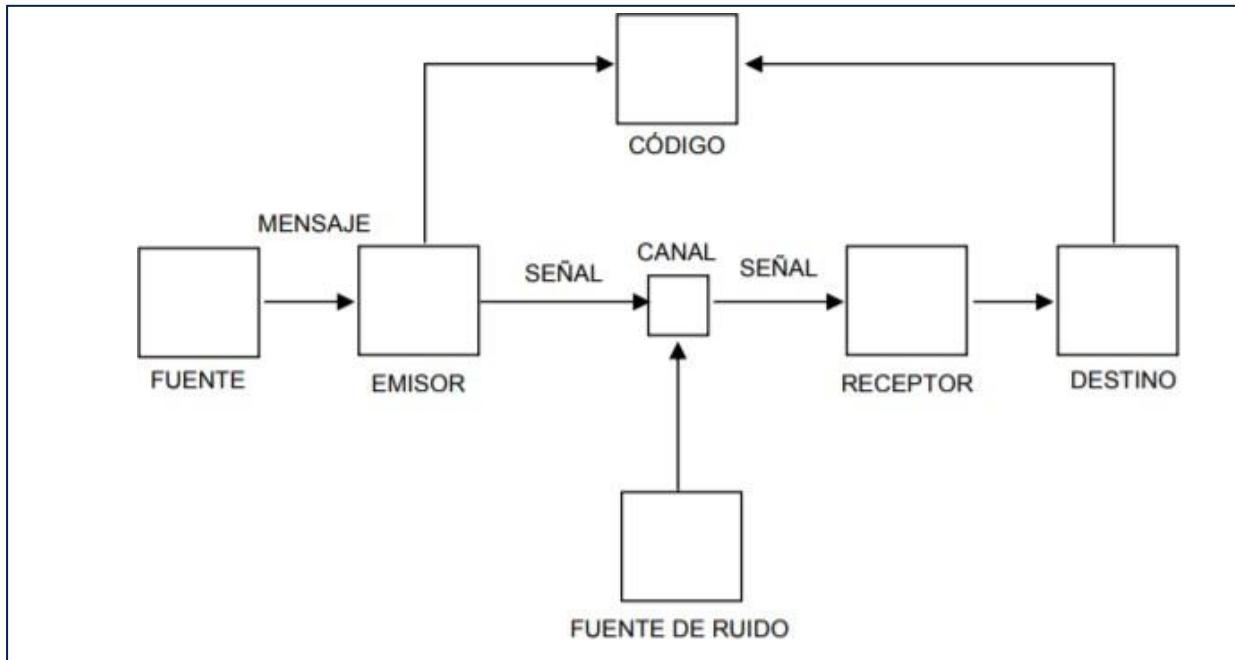 CÓDIGO
MENSAJE
CANAL
SEÑAL
SEÑAL
FUENTE
EMISOR
RECEPTOR
DESTINO
FUENTE DE RUIDO